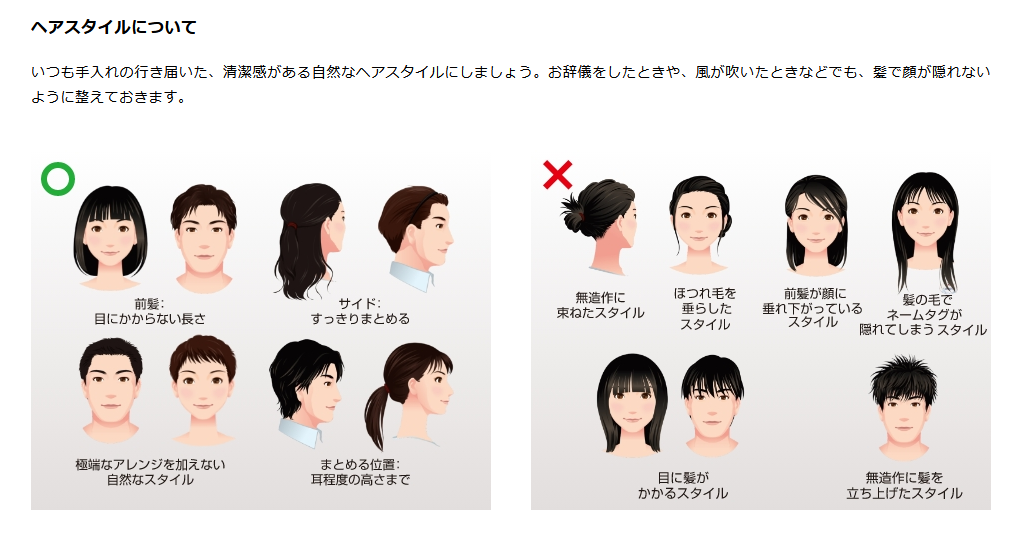 ヘアスタイルについて
いつも手入れの行き届いた、清潔感がある自然なヘアスタイルにしましょう。お辞儀をしたときや、風が吹いたときなどでも、髪で顔が隠れない
ように整えておきます。
前髪：
目にかからない長さ
サイド：
すっきりまとめる
極端なアレンジを加えない
自然なスタイル
まとめる位置：
耳程度の高さまで
無造作に
束ねたスタイル
ほつれ毛を
垂らした
スタイル
前髪が顔に
垂れ下がっている
スタイル
髪の毛で
ネームタグが
隠れてしまう スタイル
目に髪が
かかるスタイル
無造作に髪を
立ち上げたスタイル